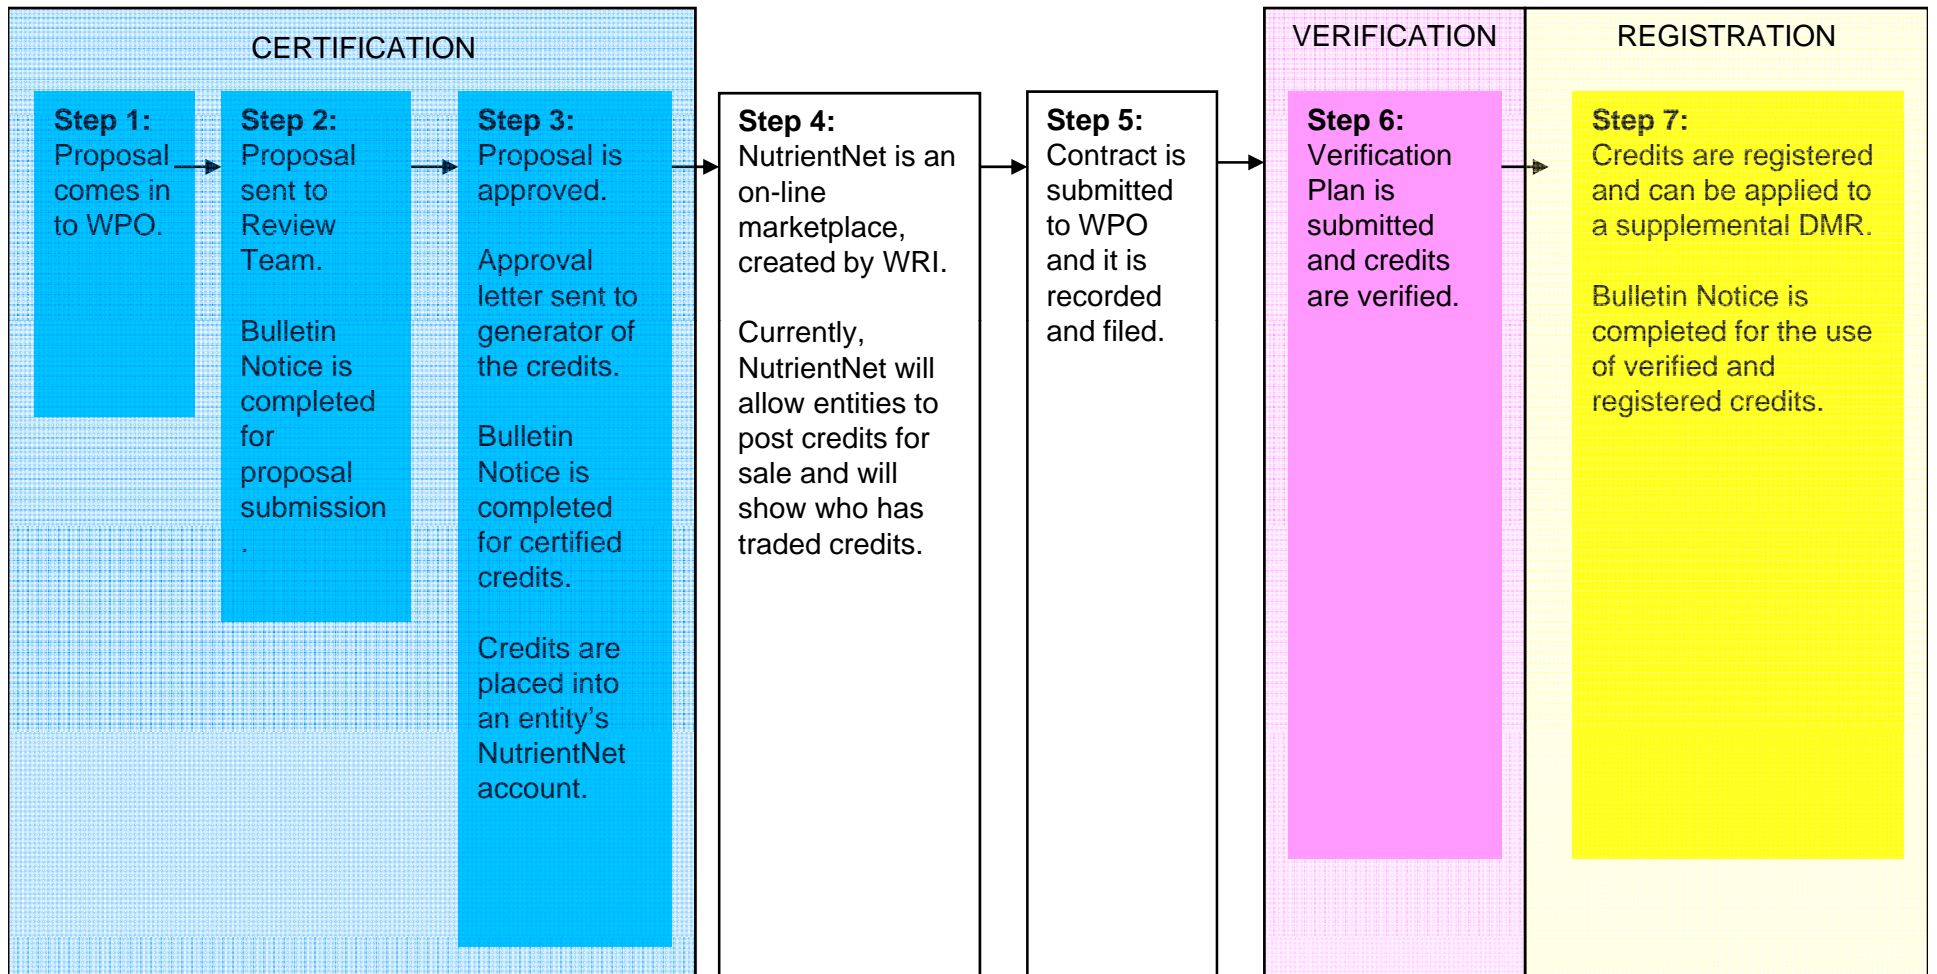 CERTIFICATION
Step 1:
Proposal
comes in
to WPO.
Step 2:
Proposal
sent to
Review
Team.
Bulletin
Notice is
completed
for
proposal
submission
.
Step 3:
Proposal is
approved.
Approval
letter sent to
generator of
the credits.
Bulletin
Notice is
completed
for certified
credits.
Credits are
placed into
an entity’s
NutrientNet
account.
Step 4:
NutrientNet is an
on-line
marketplace,
created by WRI.
Currently,
NutrientNet will
allow entities to
post credits for
sale and will
show who has
traded credits.
Step 5:
Contract is
submitted
to WPO
and it is
recorded
and filed.
VERIFICATION
Step 6:
Verification
Plan is
submitted
and credits
are verified.
REGISTRATION
Step 7:
Credits are registered
and can be applied to
a supplemental DMR.
Bulletin Notice is
completed for the use
of verified and
registered credits.